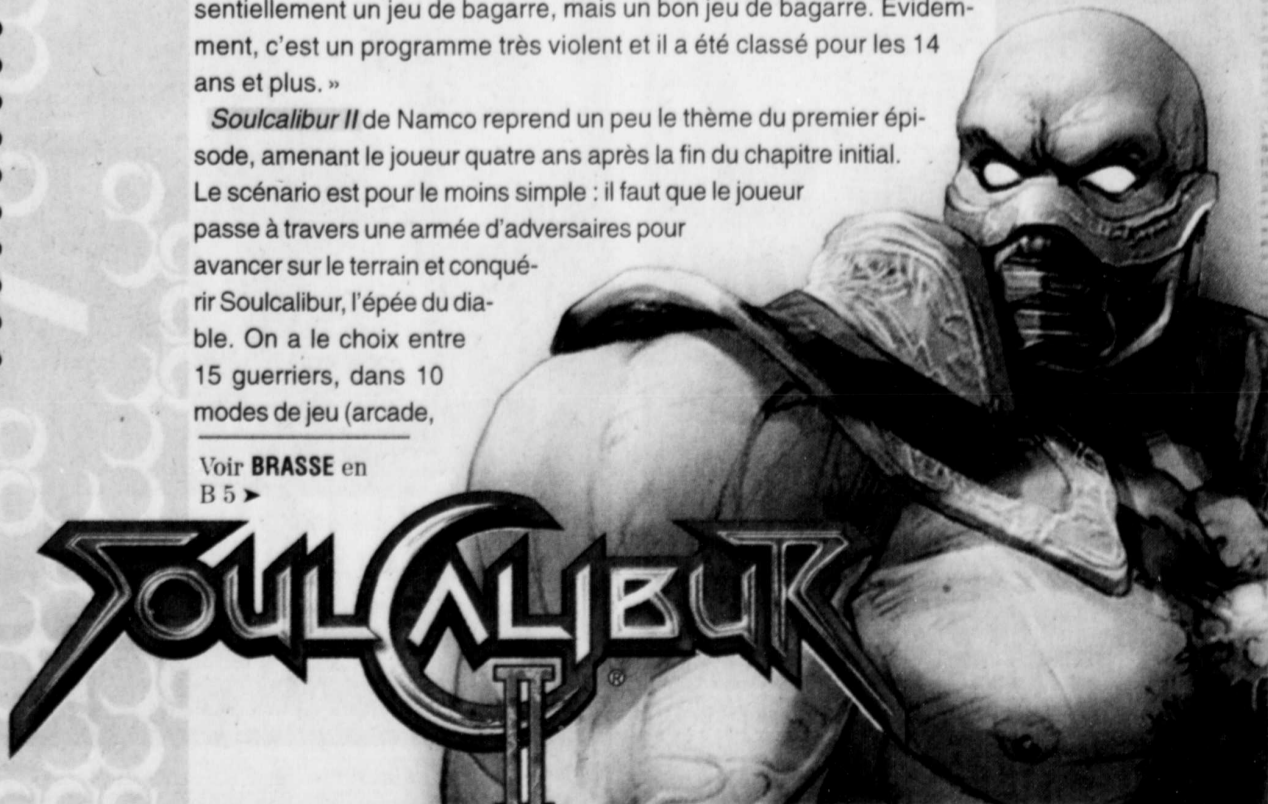 sentiellement un jeu de bagarre, mais un bon jeu de bagarre. Évidem-
ment, c'est un programme très violent et il a été classé pour les 14
ans et plus. »
Soulcalibur II de Namco reprend un peu le thème du premier épi-
sode, amenant le joueur quatre ans après la fin du chapitre initial.
Le scénario est pour le moins simple : il faut que le joueur
passe à travers une armée d'adversaires pour
avancer sur le terrain et conqué-
rir Soulcalibur, l'épée du dia-
ble. On a le choix entre
15 guerriers, dans 10
modes de jeu (arcade,
Voir BRASSE en
B 5 ➤
SOULCALIBUR
II ®